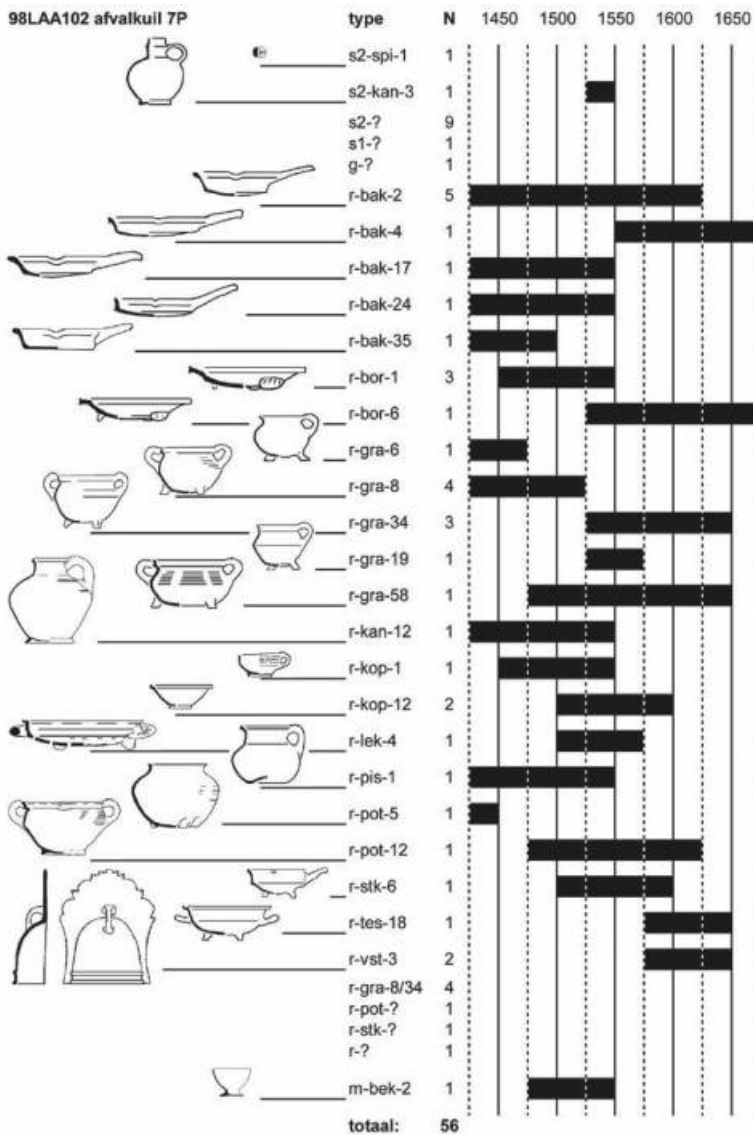 98LAA102 afvalkuil 7P type N 1450 1500 1550 1600 1650
s2-spi-1 1
s2-kan-3 1
s2-? 9
s1-? 1
g-? 1
r-bak-2 5
r-bak-4 1
r-bak-17 1
r-bak-24 1
r-bak-35 1
r-bor-1 3
r-bor-6 1
r-gra-6 1
r-gra-8 4
r-gra-34 3
r-gra-19 1
r-gra-58 1
r-kan-12 1
r-kop-1 1
r-kop-12 2
r-lek-4 1
r-pis-1 1
r-pot-5 1
r-pot-12 1
r-stk-6 1
r-tes-18 1
r-vst-3 2
r-gra-8/34 4
r-pot-? 1
r-stk-? 1
r-? 1
m-bek-2 1
totaal: 56